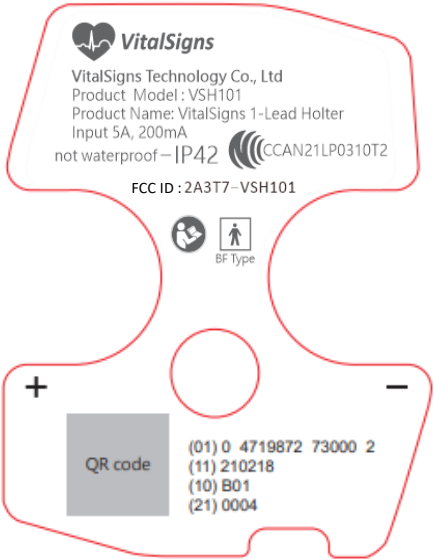 VitalSigns
VitalSigns Technology Co., Ltd
Product Model : VSH101
Product Name: VitalSigns 1-Lead Holter
Input 5A, 200mA
not waterproof – IP42 CCAN21LP0310T2
FCC ID : 2A3T7-VSH101
BF Type
+ −
QR code
(01) 0 4719872 73000 2
(11) 210218
(10) B01
(21) 0004